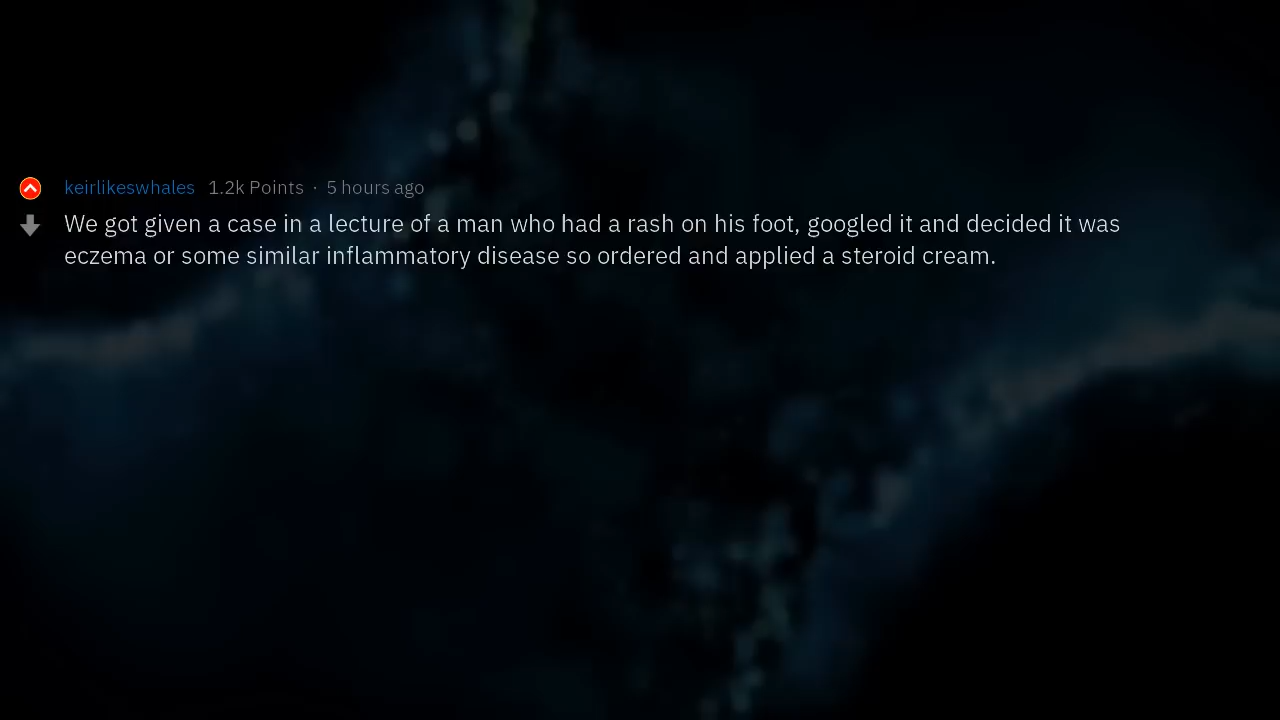 keirlikeswhales 1.2k Points · 5 hours ago
We got given a case in a lecture of a man who had a rash on his foot, googled it and decided it was
eczema or some similar inflammatory disease so ordered and applied a steroid cream.